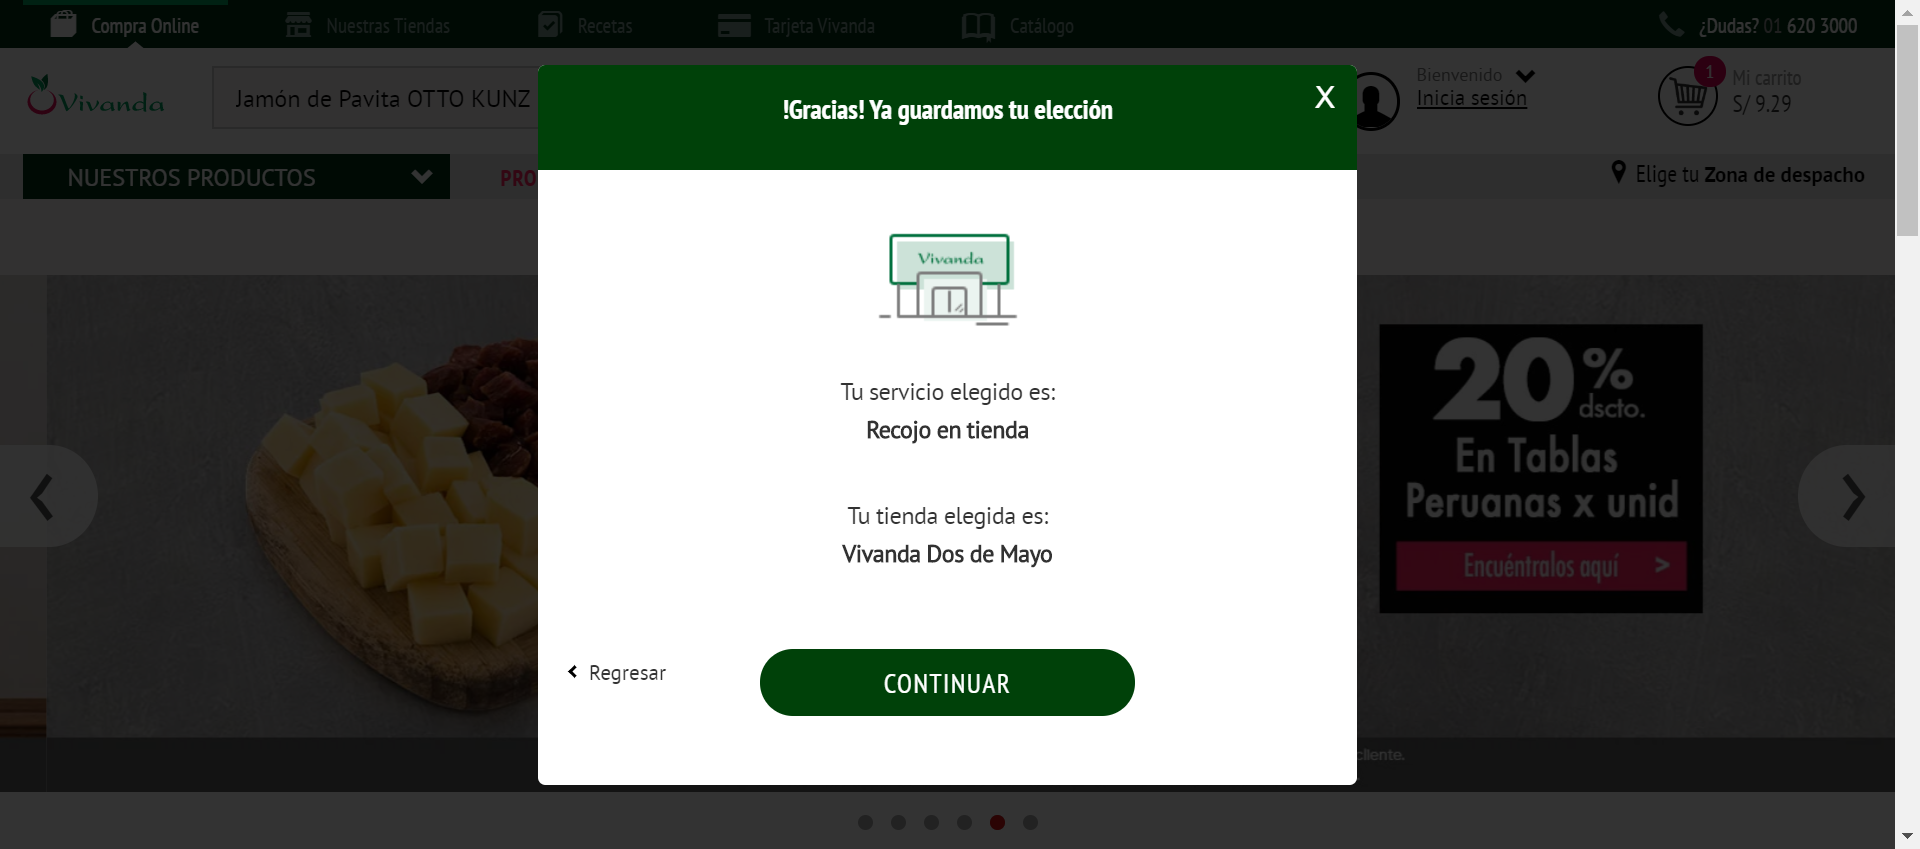 Compra Online
Nuestras Tiendas
Recetas
Tarjeta Vivanda
Catálogo
¿Dudas? 01 620 3000
Vivanda
Jamón de Pavita OTTO KUNZ
Bienvenido
Inicia sesión
1
Mi carrito
S/ 9.29
NUESTROS PRODUCTOS
PRO
Elige tu Zona de despacho
!Gracias! Ya guardamos tu elección
X
Vivanda
Tu servicio elegido es:
Recojo en tienda
Tu tienda elegida es:
Vivanda Dos de Mayo
Regresar
CONTINUAR
20%
dscto.
En Tablas
Peruanas x unid
Encuéntralos aquí >
cliente.